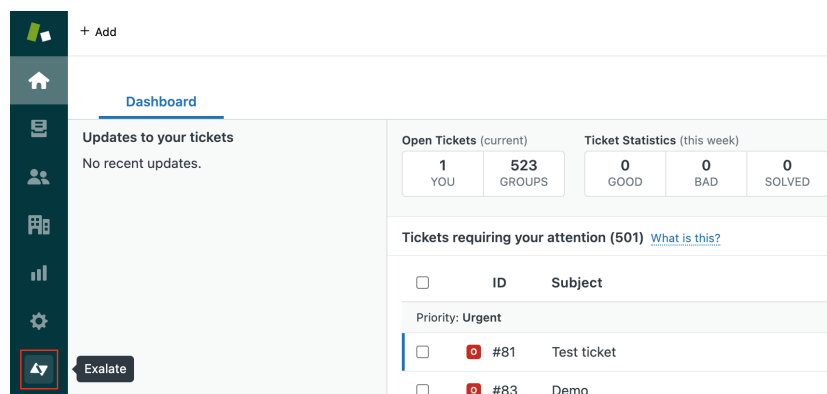 + Add
Dashboard
Updates to your tickets
No recent updates.
Open Tickets (current)
Ticket Statistics (this week)
1
523
0
0
0
YOU
GROUPS
GOOD
BAD
SOLVED
Tickets requiring your attention (501) What is this?
ID
Subject
Priority: Urgent
O #81 Test ticket
O #83 Demo
Exalate